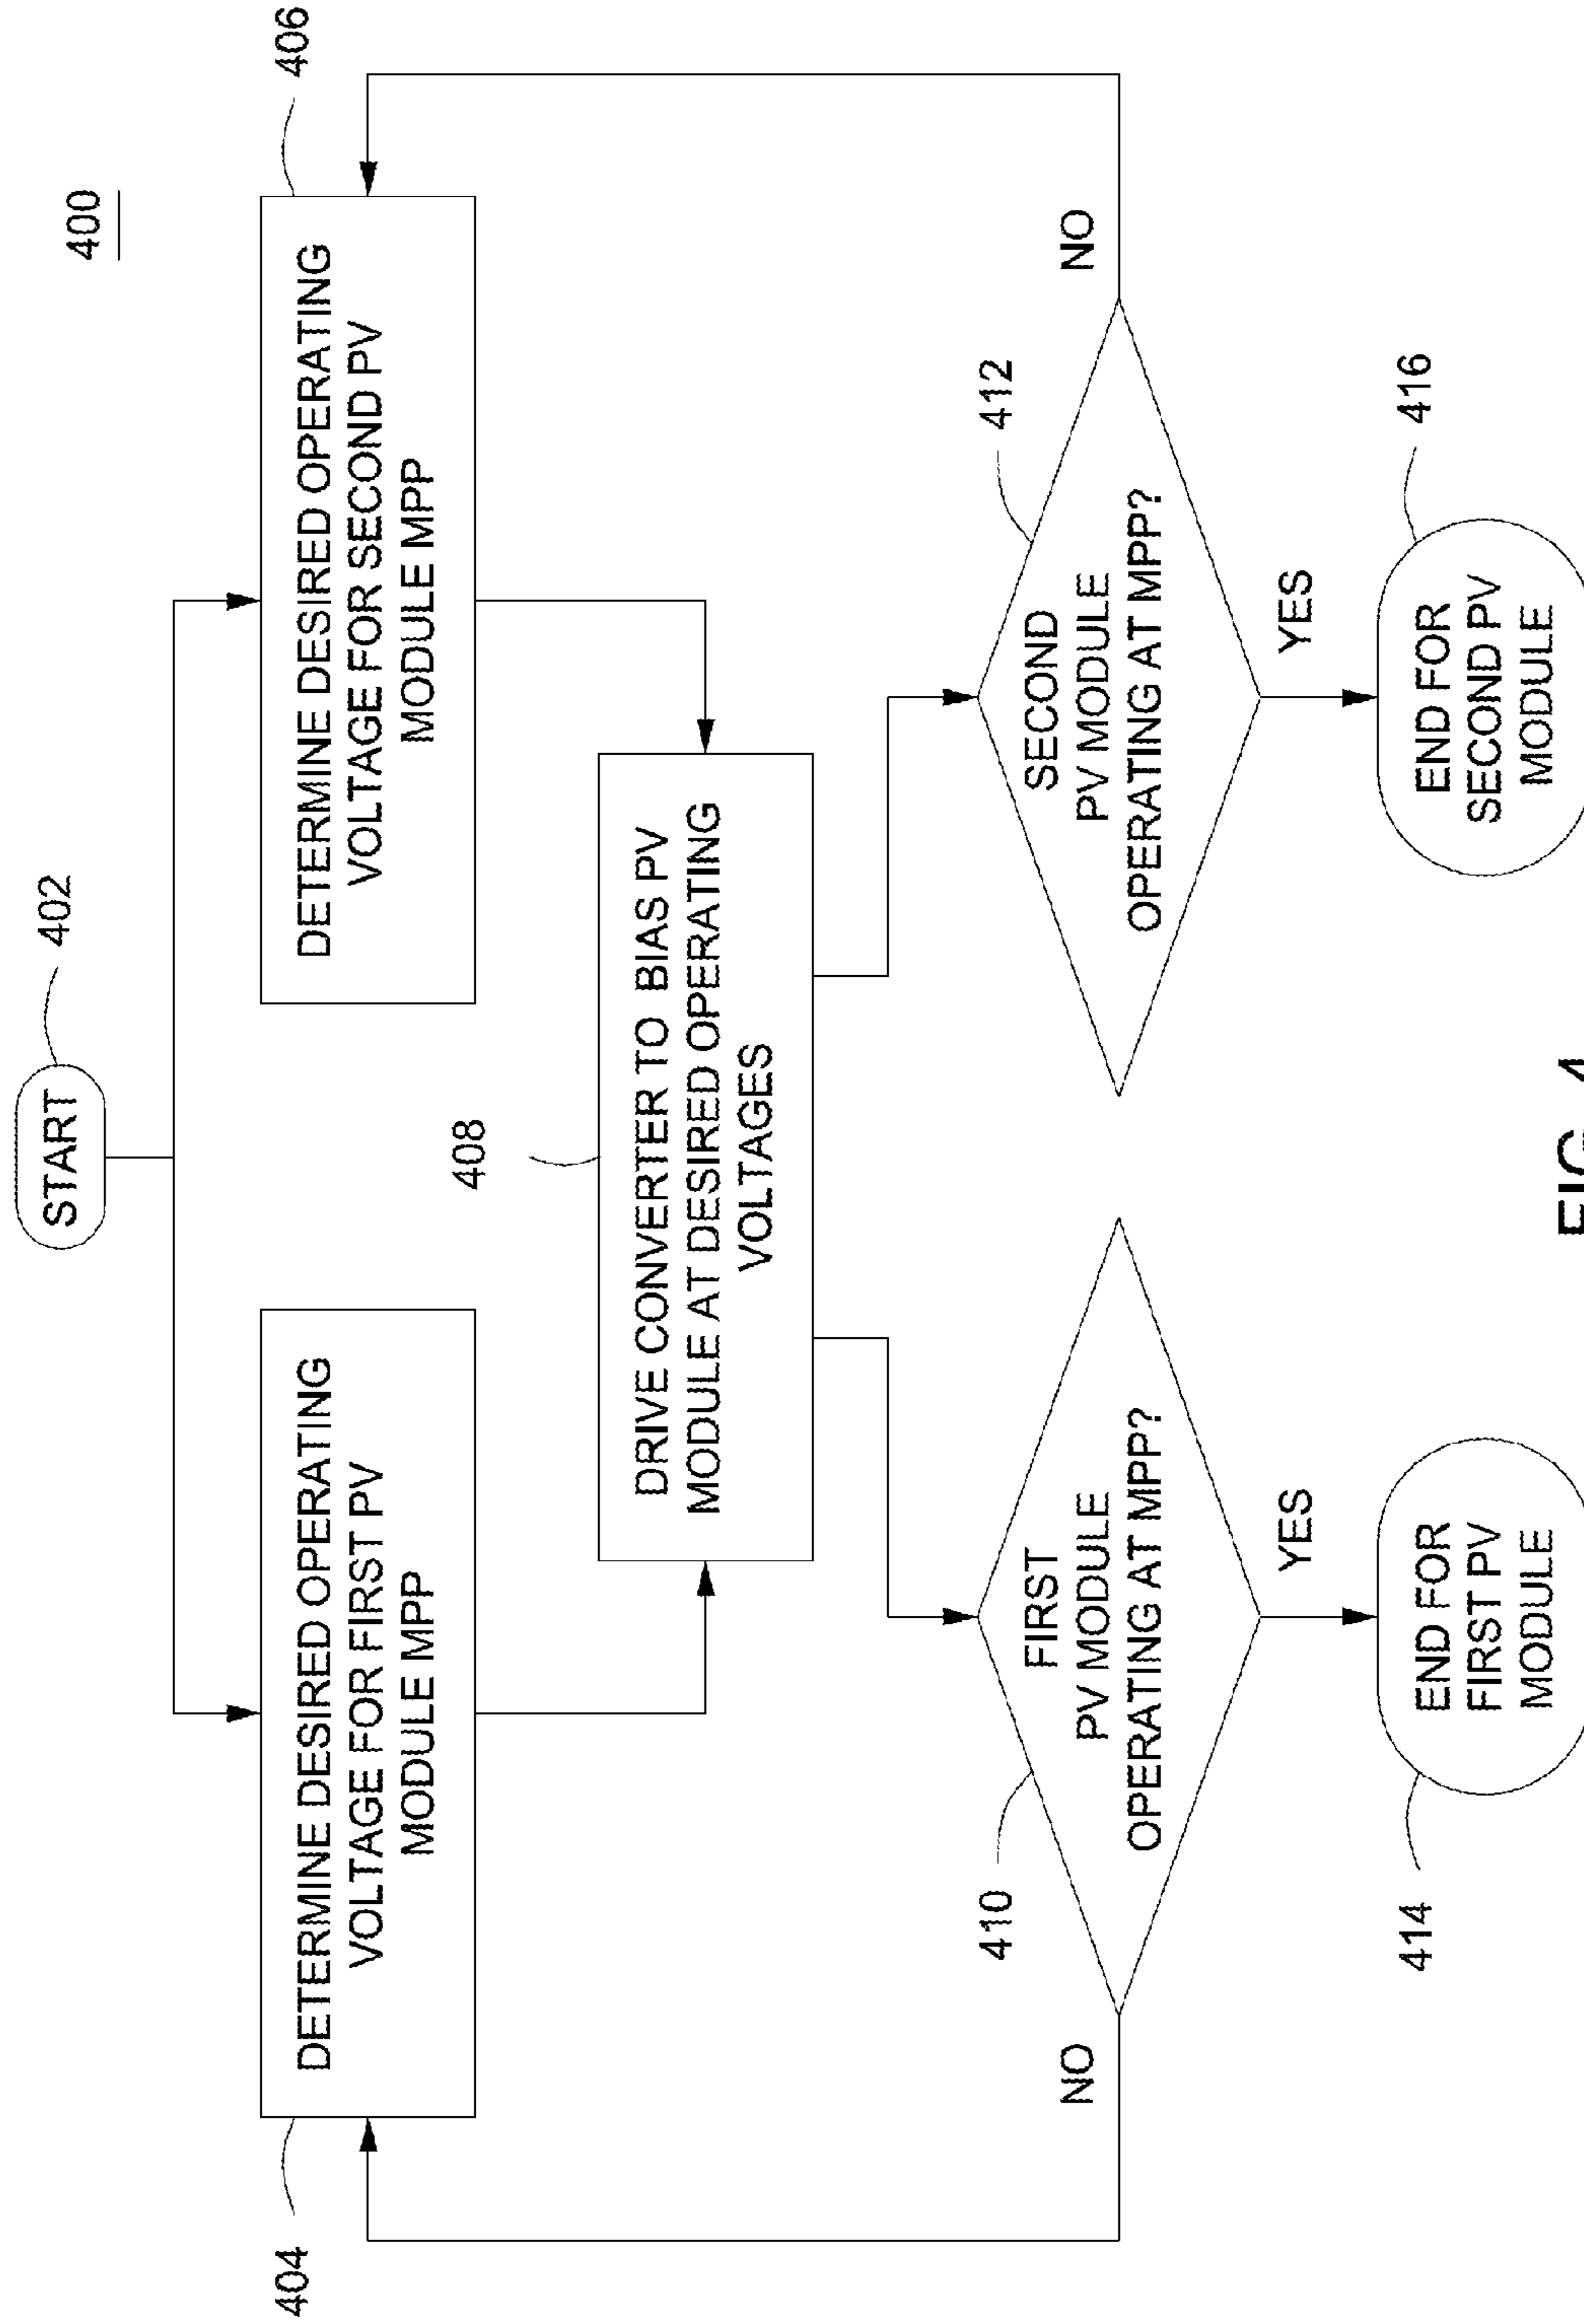 400
START
402
DETERMINE DESIRED OPERATING
VOLTAGE FOR FIRST PV
MODULE MPP
404
DETERMINE DESIRED OPERATING
VOLTAGE FOR SECOND PV
MODULE MPP
406
408
DRIVE CONVERTER TO BIAS PV
MODULE AT DESIRED OPERATING
VOLTAGES
410
FIRST
PV MODULE
OPERATING AT MPP?
NO
YES
412
SECOND
PV MODULE
OPERATING AT MPP?
NO
YES
414
END FOR
FIRST PV
MODULE
416
END FOR
SECOND PV
MODULE
FIG. 4